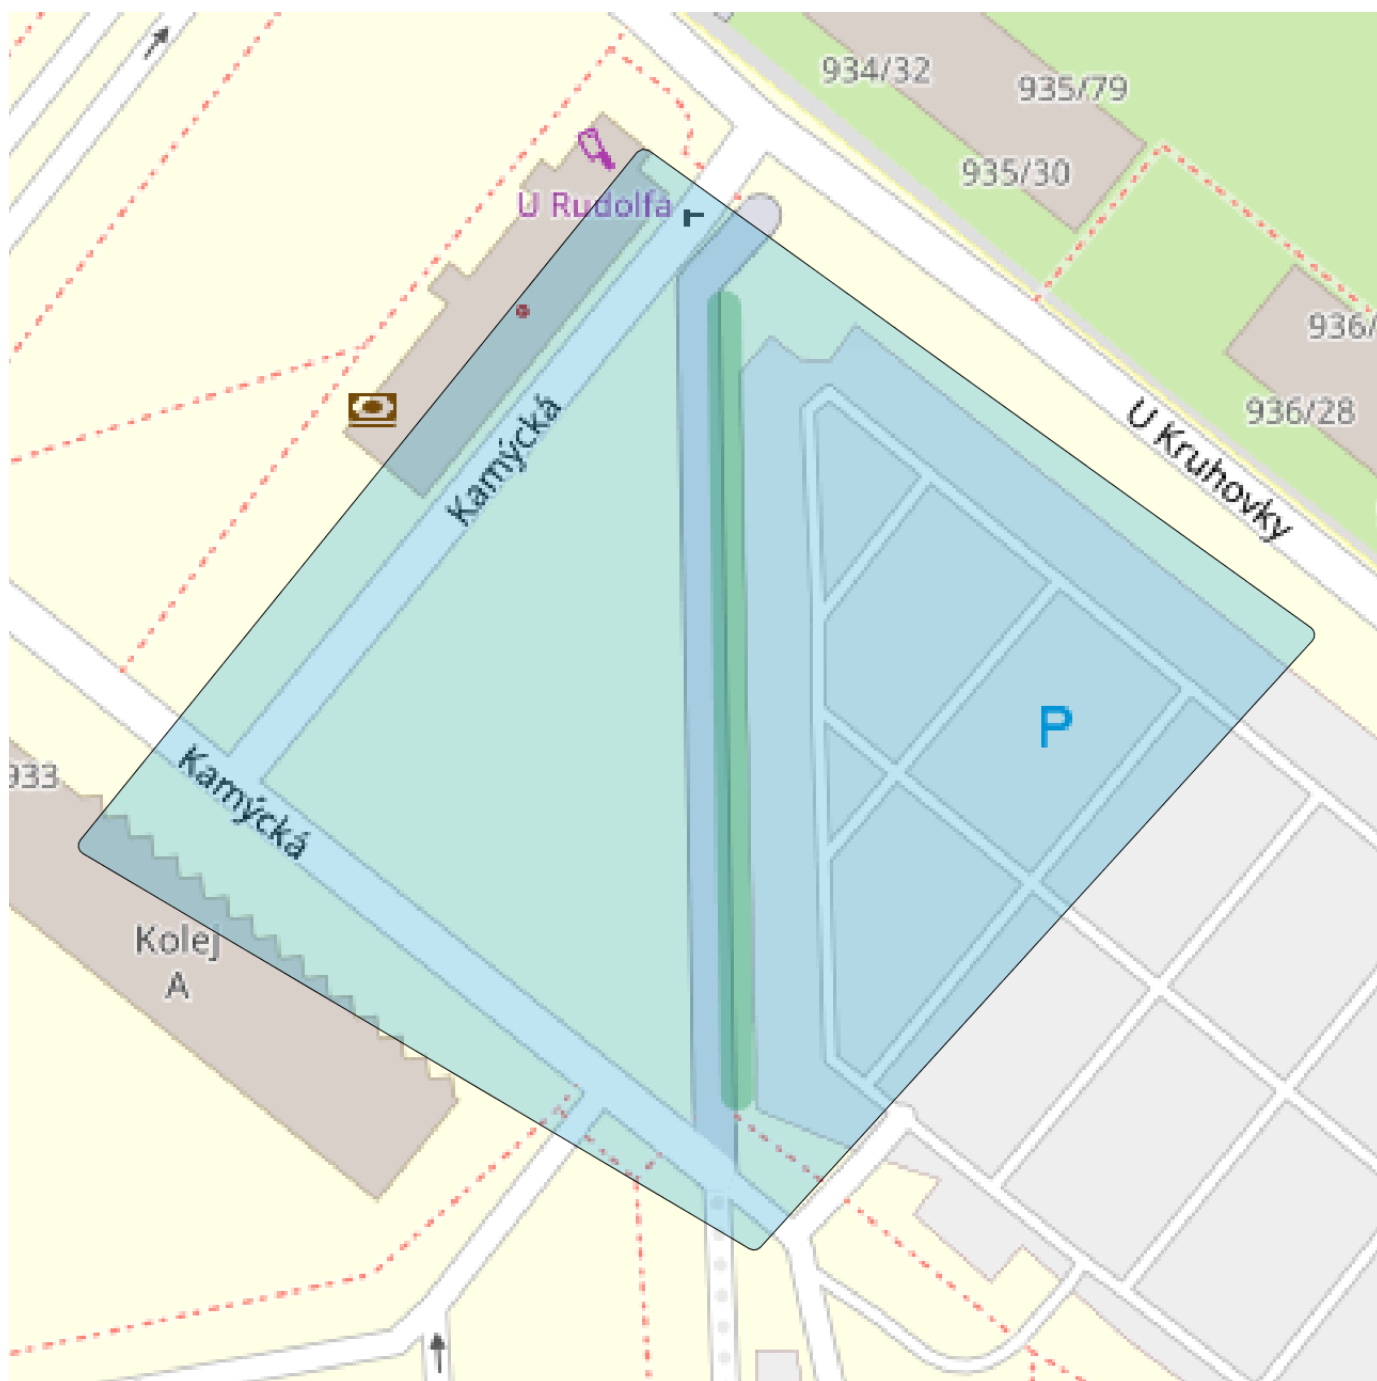 934/32
935/79
935/30
U Rudolfa
936/
936/28
U Kruhovky
Kamýcká
P
933
Kamýcká
Kolej
A